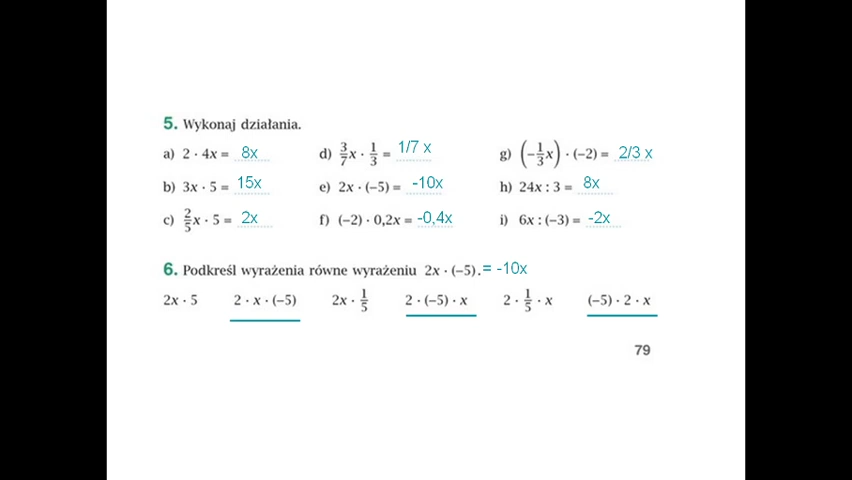 5. Wykonaj działania.
a) 2 · 4x = 8x d) 3/7 x · 1/3 = 1/7 x g) (-1/3 x) · (-2) = 2/3 x
b) 3x · 5 = 15x e) 2x · (-5) = -10x h) 24x : 3 = 8x
c) 2/5 x · 5 = 2x f) (-2) · 0,2x = -0,4x i) 6x : (-3) = -2x
6. Podkreśl wyrażenia równe wyrażeniu 2x · (-5). = -10x
2x · 5 2 · x · (-5) 2x · 1/5 2 · (-5) · x 2 · 1/5 · x (-5) · 2 · x
79